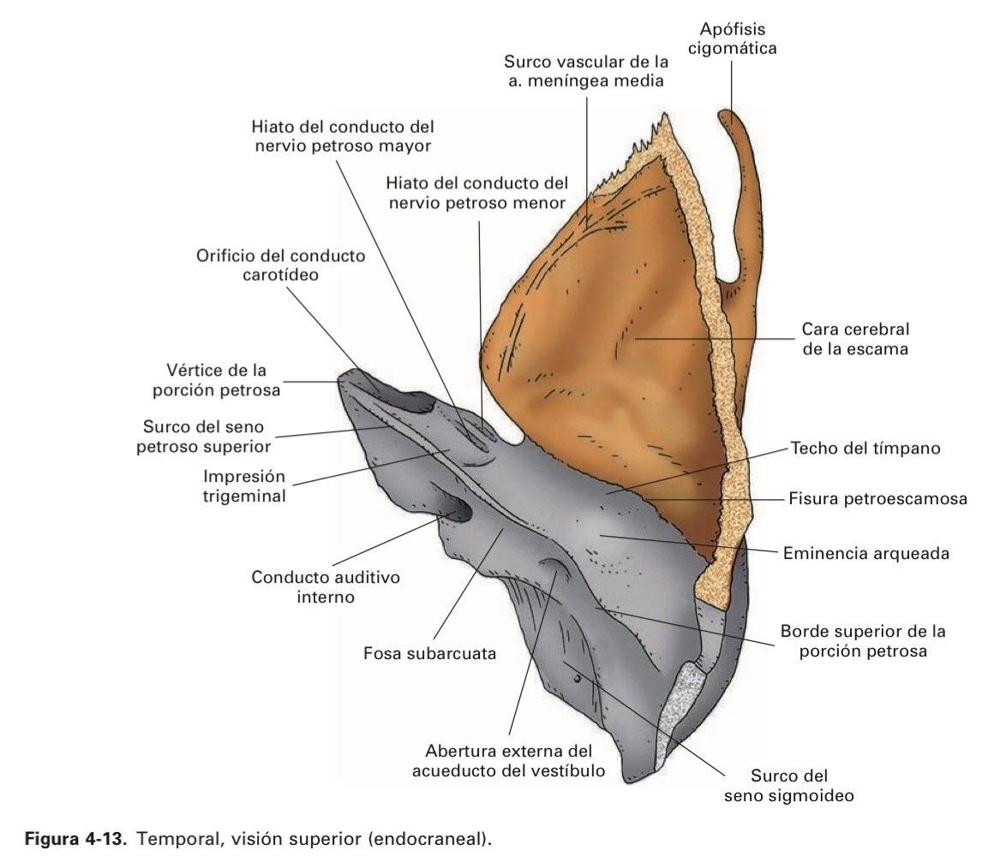 Apófisis
cigomática
Surco vascular de la
a. meníngea media
Hiato del conducto del
nervio petroso mayor
Hiato del conducto del
nervio petroso menor
Orificio del conducto
carotídeo
Cara cerebral
de la escama
Vértice de la
porción petrosa
Surco del seno
petroso superior
Techo del tímpano
Impresión
trigeminal
Fisura petroescamosa
Eminencia arqueada
Conducto auditivo
interno
Borde superior de la
porción petrosa
Fosa subarcuata
Abertura externa del
acueducto del vestíbulo
Surco del
seno sigmoideo
Figura 4-13. Temporal, visión superior (endocraneal).